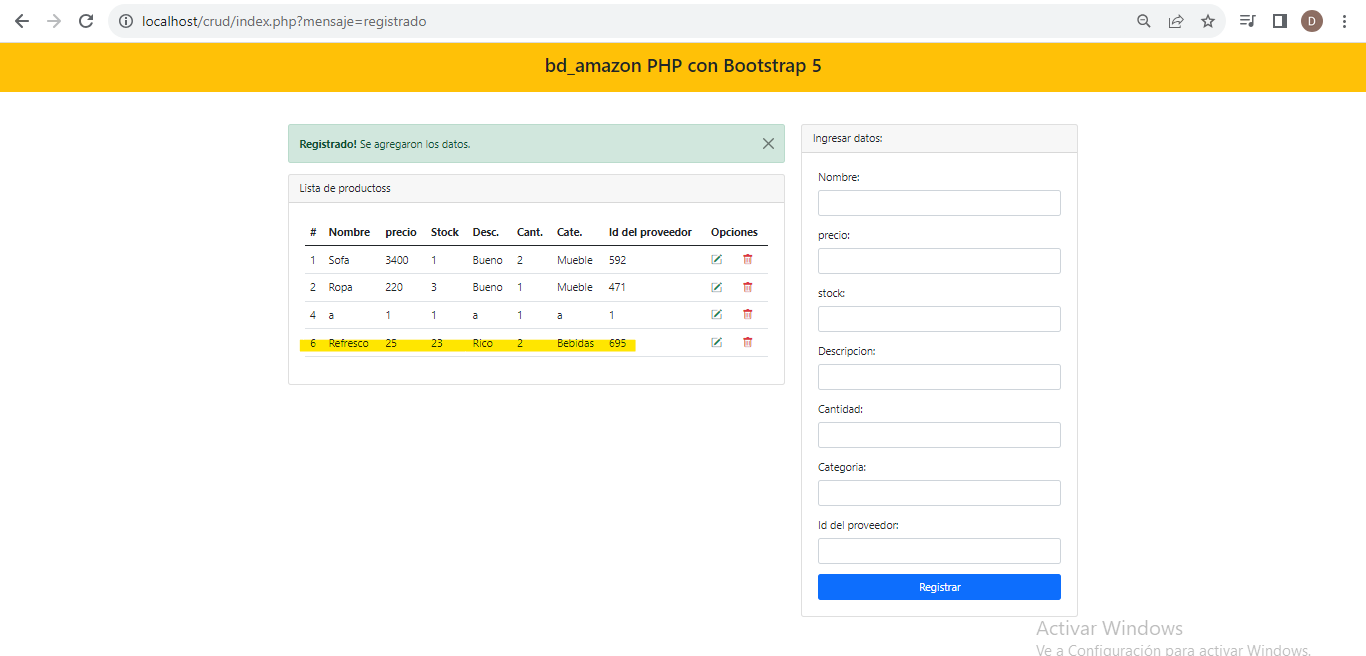 localhost/crud/index.php?mensaje=registrado
D
bd_amazon PHP con Bootstrap 5
Registrado! Se agregaron los datos.
Lista de productoss
# Nombre precio Stock Desc. Cant. Cate. Id del proveedor Opciones
1 Sofa 3400 1 Bueno 2 Mueble 592
2 Ropa 220 3 Bueno 1 Mueble 471
4 a 1 1 a 1 a 1
6 Refresco 25 23 Rico 2 Bebidas 695
Ingresar datos:
Nombre:
precio:
stock:
Descripcion:
Cantidad:
Categoria:
Id del proveedor:
Registrar
Activar Windows
Ve a Configuración para activar Windows.